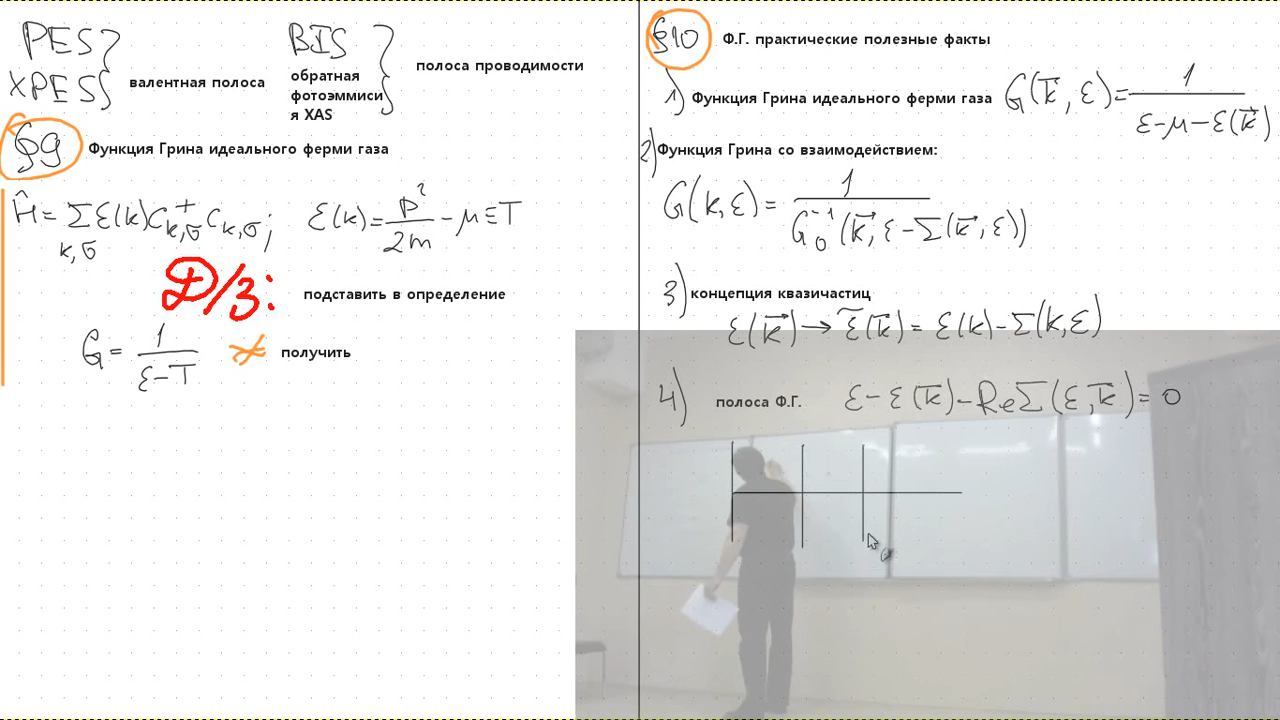 PES
XPES
валентная полоса
BIS
обратная
фотоэммиси
я XAS
полоса проводимости
§9 Функция Грина идеального ферми газа
Ĥ = Σ ε(k) c⁺_{k,σ} c_{k,σ}; ε(k) = p²/2m − μ ≡ T
k,σ
Д/З: подставить в определение
G = 1/(ε−T) получить
§10 Ф.Г. практические полезные факты
1) Функция Грина идеального ферми газа G(k⃗, ε) = 1/(ε−μ−ε(k⃗))
2) Функция Грина со взаимодействием:
G(k,ε) = 1/(G₀⁻¹(k⃗, ε − Σ(k⃗, ε))
3) концепция квазичастиц
ε(k⃗) → ε̃(k⃗) = ε(k) − Σ(k,ε)
4) полоса Ф.Г. ε − ε(k) − ReΣ(ε,k) = 0